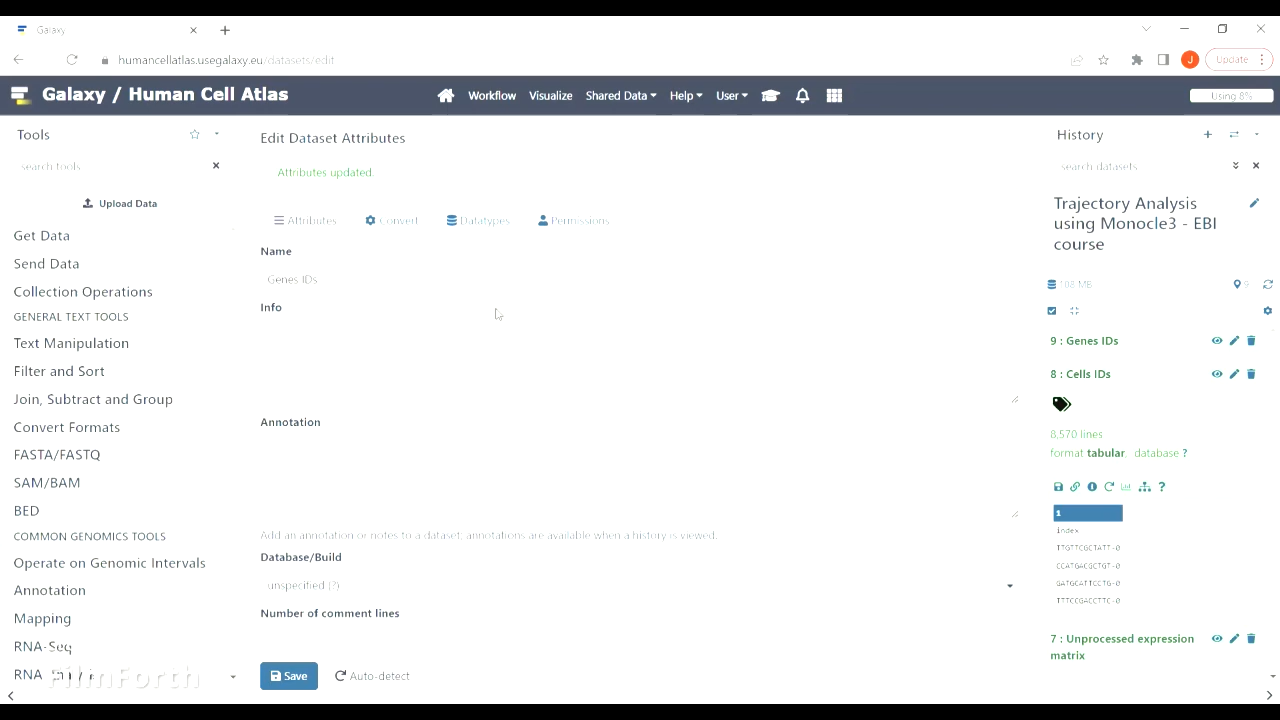 Galaxy
humancellatlas.usegalaxy.eu/datasets/edit
J
Update
Galaxy / Human Cell Atlas
Workflow
Visualize
Shared Data
Help
User
Using 8%
Tools
search tools
Upload Data
Get Data
Send Data
Collection Operations
GENERAL TEXT TOOLS
Text Manipulation
Filter and Sort
Join, Subtract and Group
Convert Formats
FASTA/FASTQ
SAM/BAM
BED
COMMON GENOMICS TOOLS
Operate on Genomic Intervals
Annotation
Mapping
RNA-Seq
RNA
FilmForth
Edit Dataset Attributes
Attributes updated.
Attributes
Convert
Datatypes
Permissions
Name
Genes IDs
Info
Annotation
Add an annotation or notes to a dataset; annotations are available when a history is viewed.
Database/Build
unspecified (?)
Number of comment lines
Save
Auto-detect
History
search datasets
Trajectory Analysis
using Monocle3 - EBI
course
108 MB
9
9 : Genes IDs
8 : Cells IDs
8,570 lines
format tabular, database ?
1
index
TTGTTCGCTATT-0
CCATGACGCTGT-0
GATGCATTCCTG-0
TTTCCGACCTTC-0
7 : Unprocessed expression
matrix